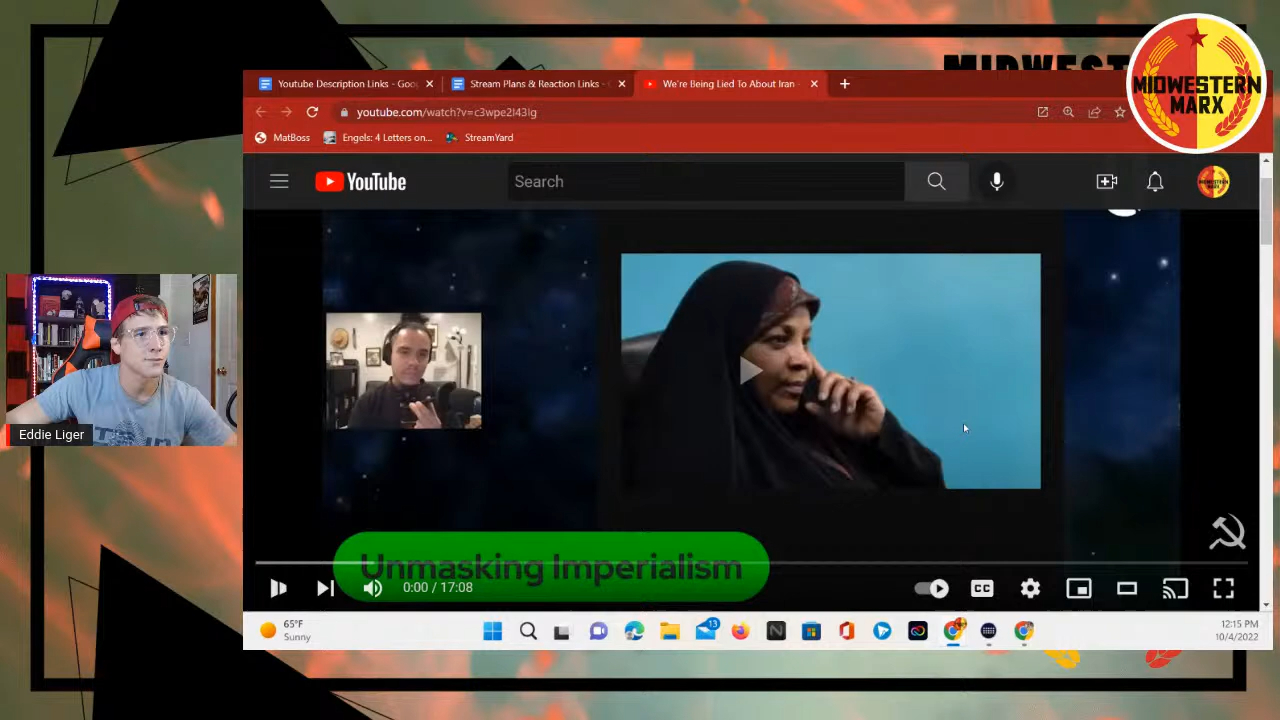 MIDWESTERN
MIDWESTERN
MARX
Youtube Description Links - Goo
Stream Plans & Reaction Links -
We're Being Lied To About Iran -
youtube.com/watch?v=c3wpe2I43Ig
MatBoss
Engels: 4 Letters on...
StreamYard
YouTube
Search
Eddie Liger
Unmasking Imperialism
0:00 / 17:08
CC
65°F
Sunny
13
12:15 PM
10/4/2022